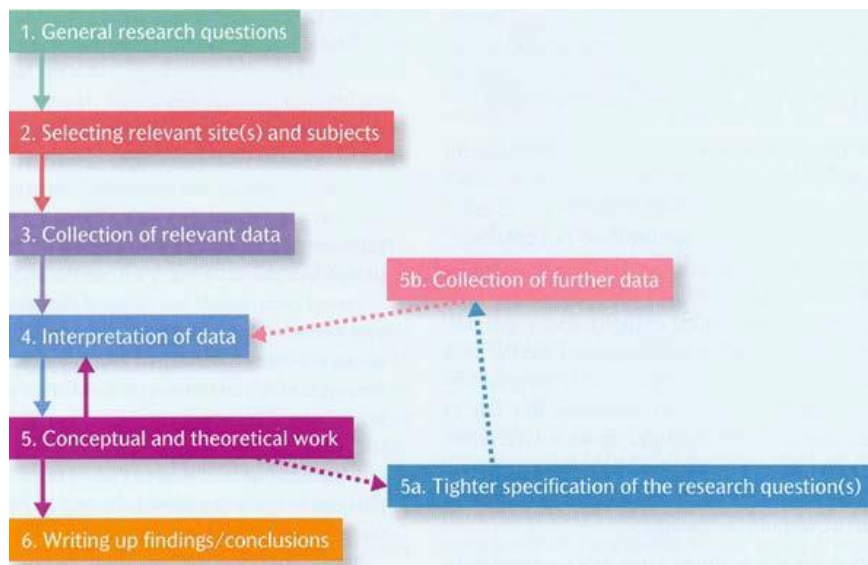 1. General research questions
2. Selecting relevant site(s) and subjects
3. Collection of relevant data
5b. Collection of further data
4. Interpretation of data
5. Conceptual and theoretical work
5a. Tighter specification of the research question(s)
6. Writing up findings/conclusions